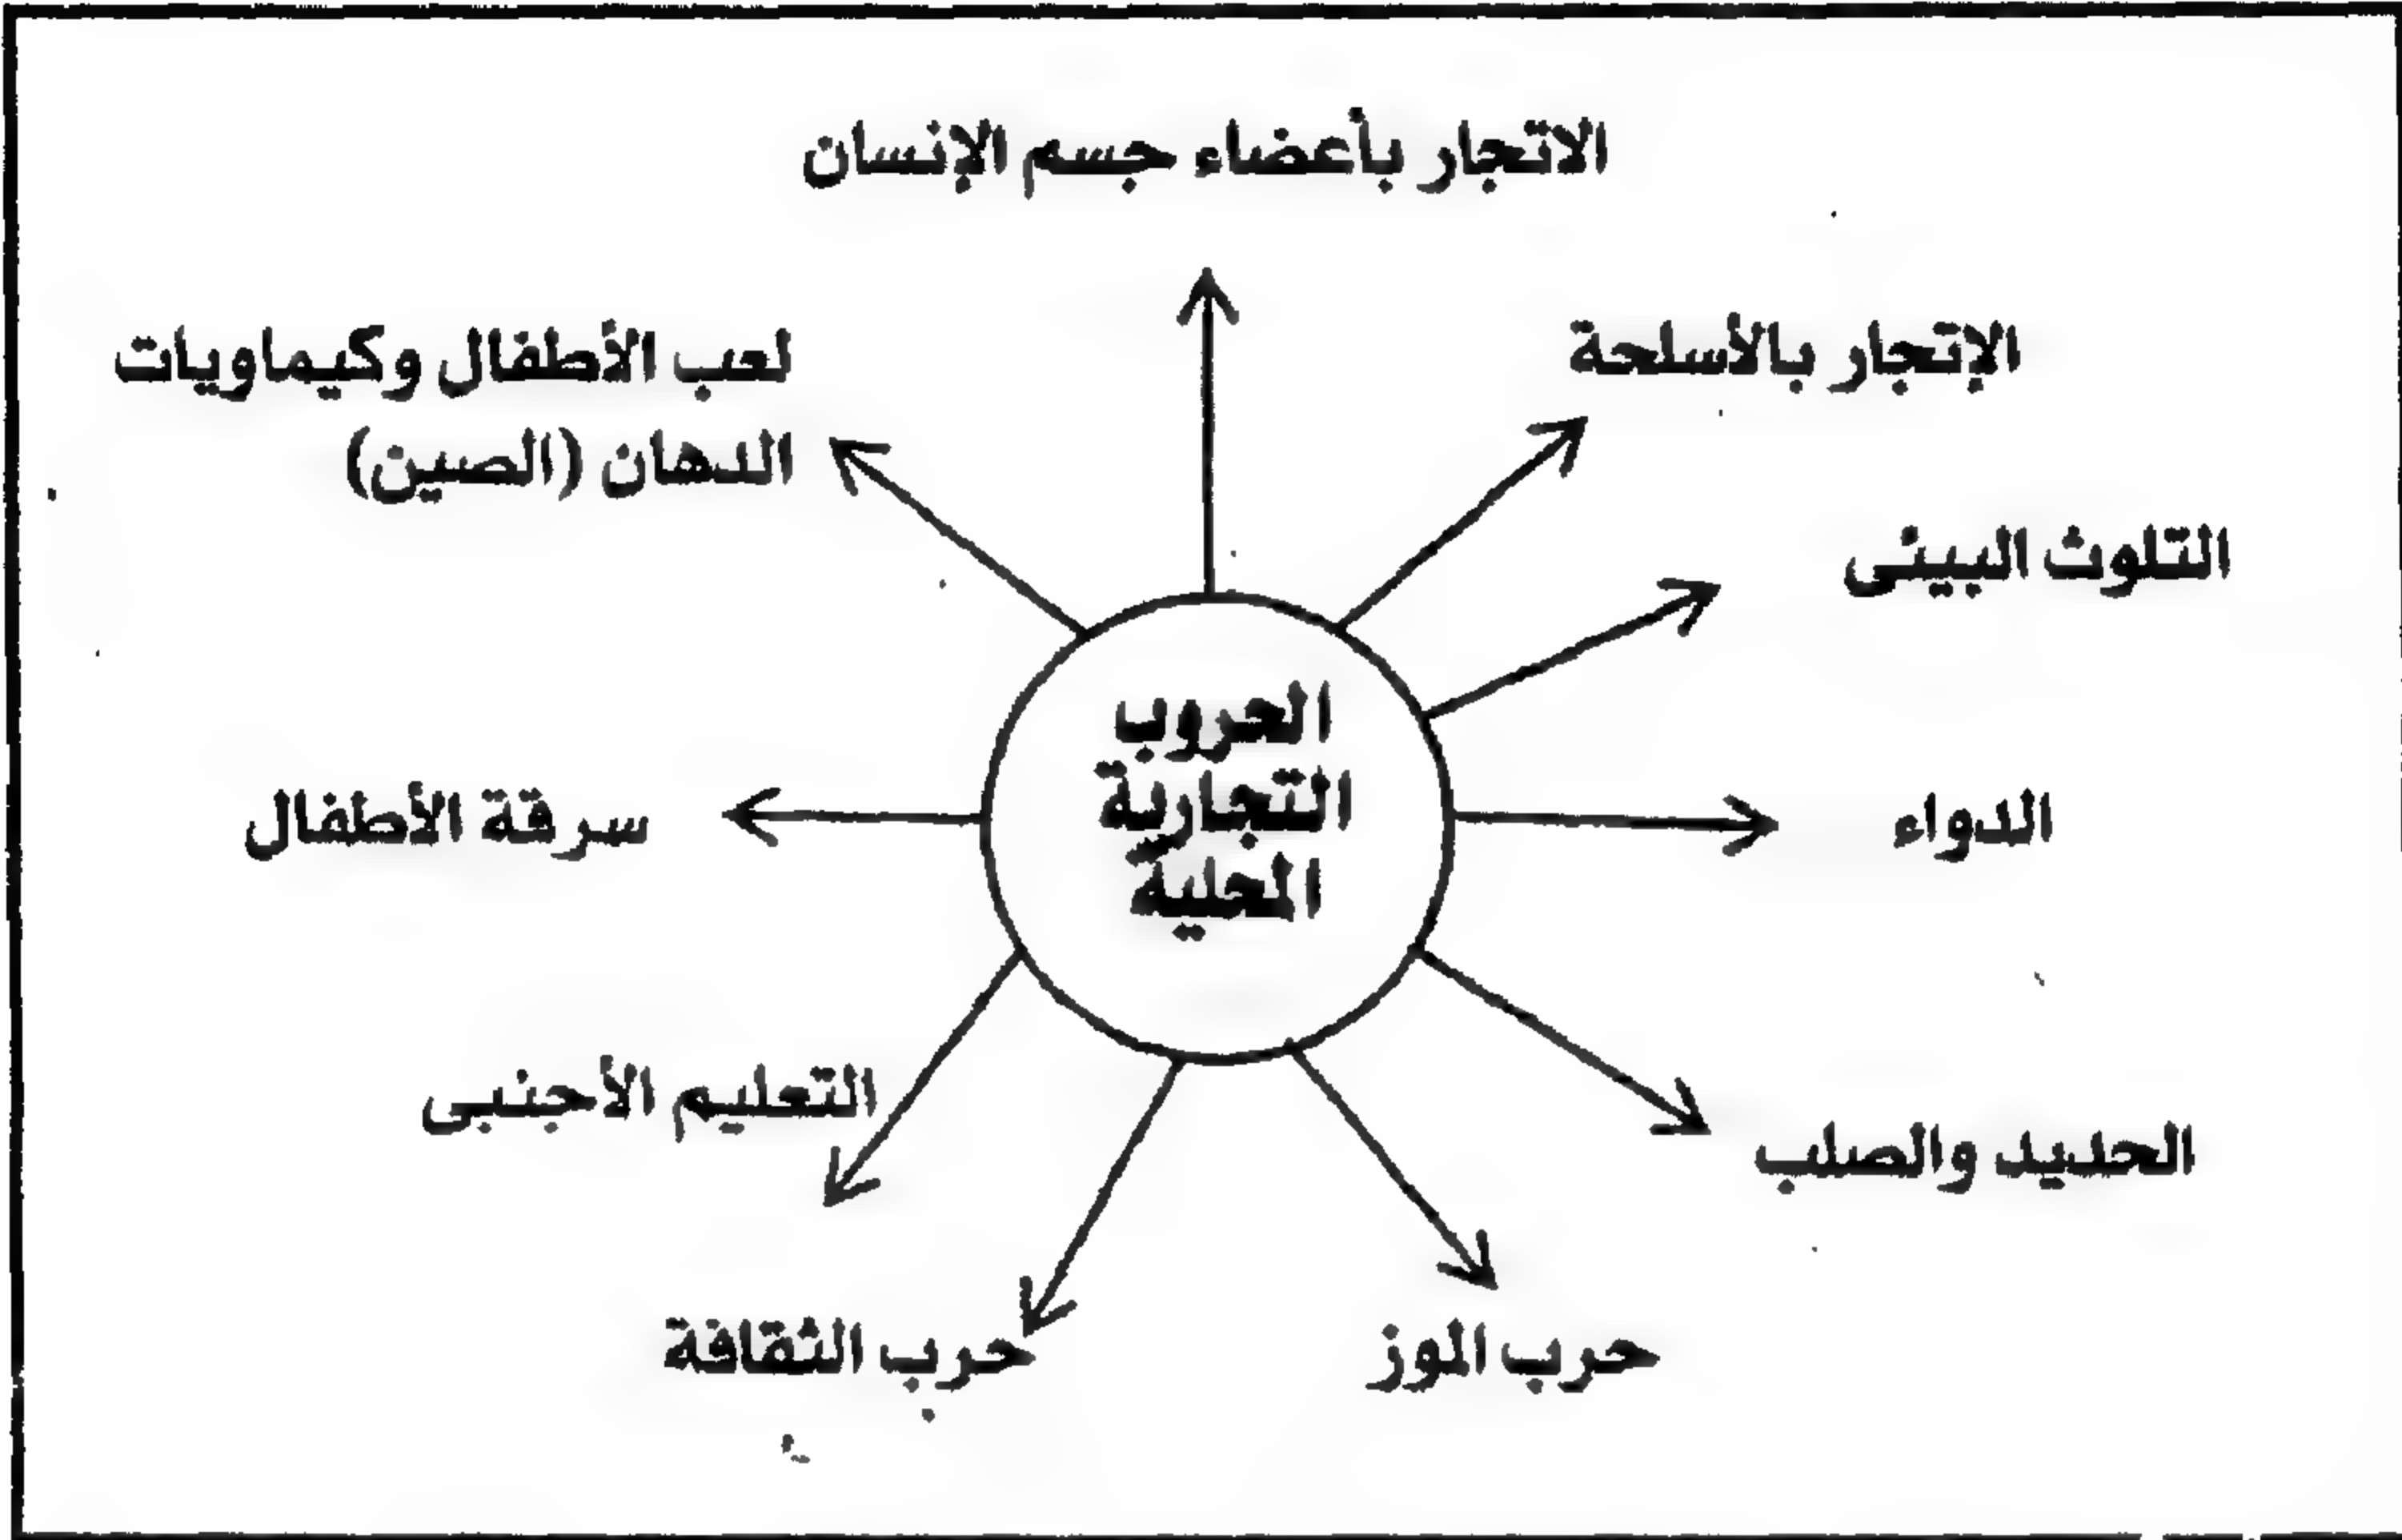 الاتجار بأعضاء جسم الإنسان
الإتجار بالأسلحة
لعب الأطفال وكيماويات
الدهان (الصين)
التلوث البيئى
الحروب
التجارية
المحلية
الدواء
سرقة الأطفال
التعليم الأجنبى
الحديد والصلب
حرب الموز
حرب الثقافة